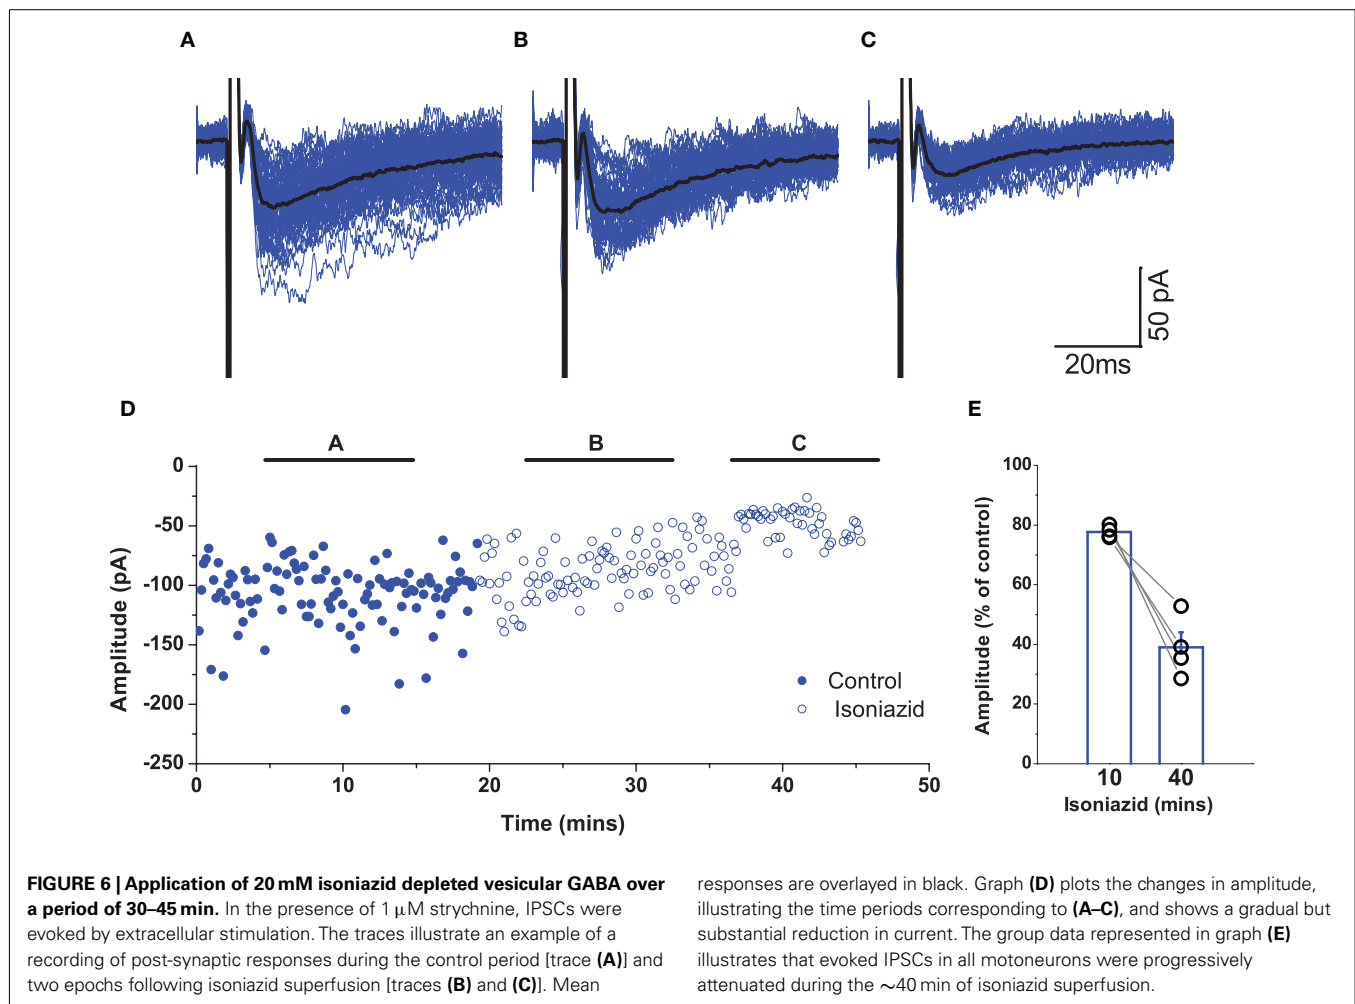 A
B
C
50 pA
20ms
D
E
A
B
C
0
-50
-100
-150
-200
-250
Amplitude (pA)
Control
Isoniazid
0
10
20
30
40
50
Time (mins)
100
80
60
40
20
0
Amplitude (% of control)
10
40
Isoniazid (mins)
FIGURE 6 | Application of 20 mM isoniazid depleted vesicular GABA over
a period of 30–45 min. In the presence of 1 μM strychnine, IPSCs were
evoked by extracellular stimulation. The traces illustrate an example of a
recording of post-synaptic responses during the control period [trace (A)] and
two epochs following isoniazid superfusion [traces (B) and (C)]. Mean
responses are overlayed in black. Graph (D) plots the changes in amplitude,
illustrating the time periods corresponding to (A–C), and shows a gradual but
substantial reduction in current. The group data represented in graph (E)
illustrates that evoked IPSCs in all motoneurons were progressively
attenuated during the ∼40 min of isoniazid superfusion.